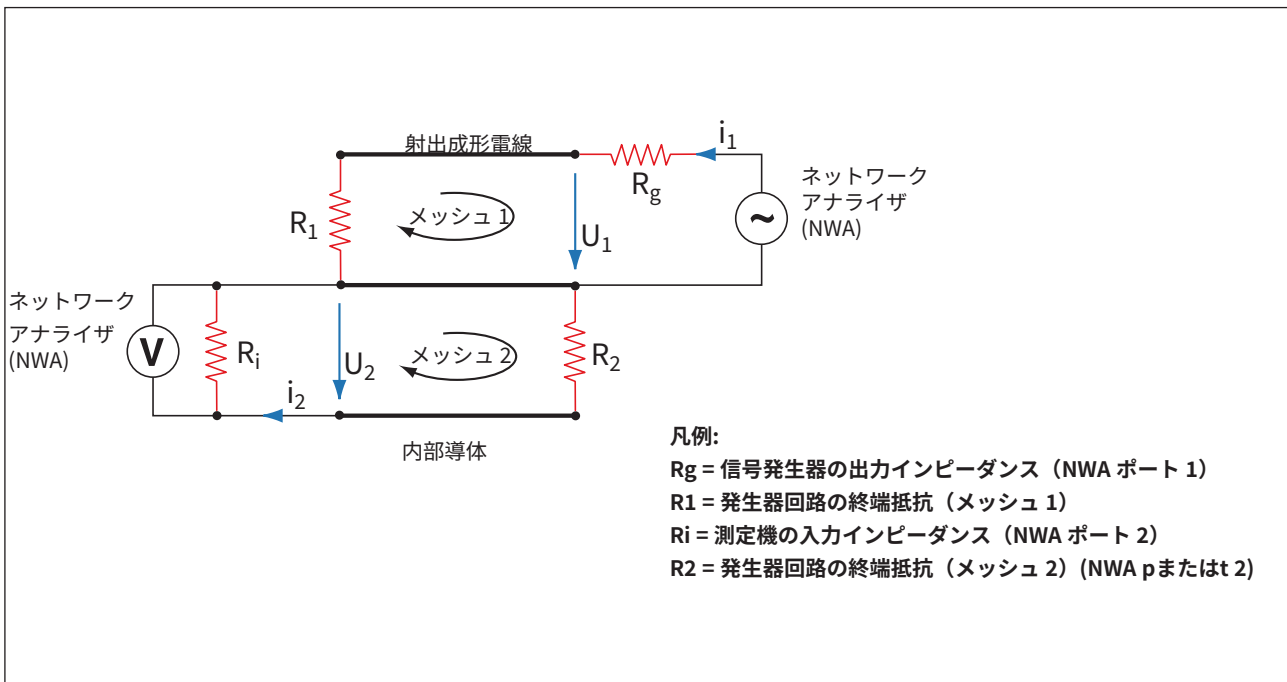 射出成形電線
i1
Rg
ネットワーク
アナライザ
(NWA)
~
R1
メッシュ 1
U1
ネットワーク
アナライザ
(NWA)
V
Ri
U2
メッシュ 2
R2
i2
内部導体
凡例:
Rg = 信号発生器の出力インピーダンス（NWA ポート 1）
R1 = 発生器回路の終端抵抗（メッシュ 1）
Ri = 測定機の入力インピーダンス（NWA ポート 2）
R2 = 発生器回路の終端抵抗（メッシュ 2）(NWA pまたはt 2)